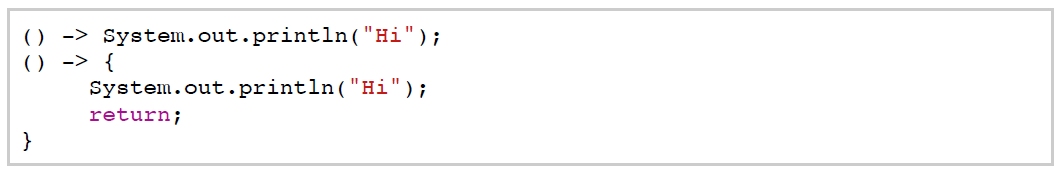 () -> System.out.println("Hi");
() -> {
     System.out.println("Hi");
     return;
}